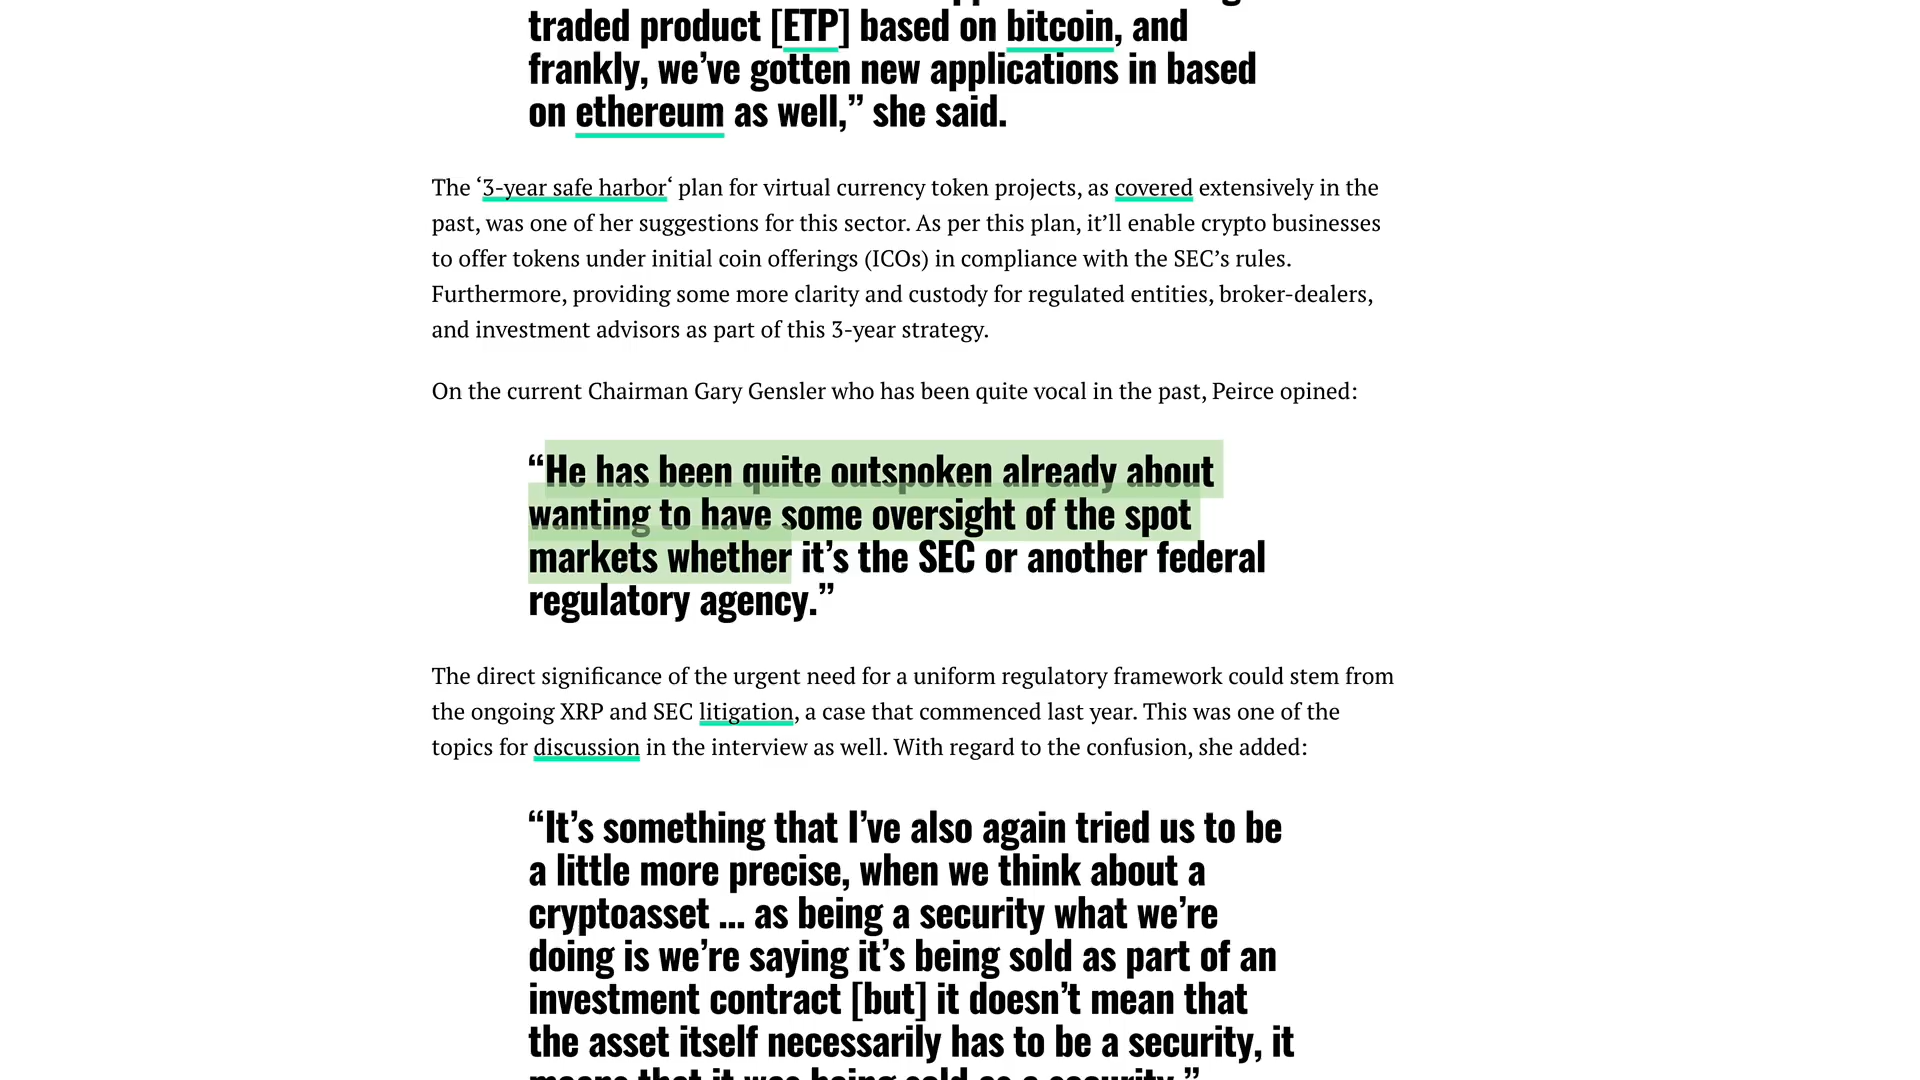 traded product [ETP] based on bitcoin, and
frankly, we’ve gotten new applications in based
on ethereum as well,” she said.
The ‘3-year safe harbor‘ plan for virtual currency token projects, as covered extensively in the
past, was one of her suggestions for this sector. As per this plan, it’ll enable crypto businesses
to offer tokens under initial coin offerings (ICOs) in compliance with the SEC’s rules.
Furthermore, providing some more clarity and custody for regulated entities, broker-dealers,
and investment advisors as part of this 3-year strategy.
On the current Chairman Gary Gensler who has been quite vocal in the past, Peirce opined:
“He has been quite outspoken already about
wanting to have some oversight of the spot
markets whether it’s the SEC or another federal
regulatory agency.”
The direct significance of the urgent need for a uniform regulatory framework could stem from
the ongoing XRP and SEC litigation, a case that commenced last year. This was one of the
topics for discussion in the interview as well. With regard to the confusion, she added:
“It’s something that I’ve also again tried us to be
a little more precise, when we think about a
cryptoasset … as being a security what we’re
doing is we’re saying it’s being sold as part of an
investment contract [but] it doesn’t mean that
the asset itself necessarily has to be a security, it
means that it was being sold as a security.”